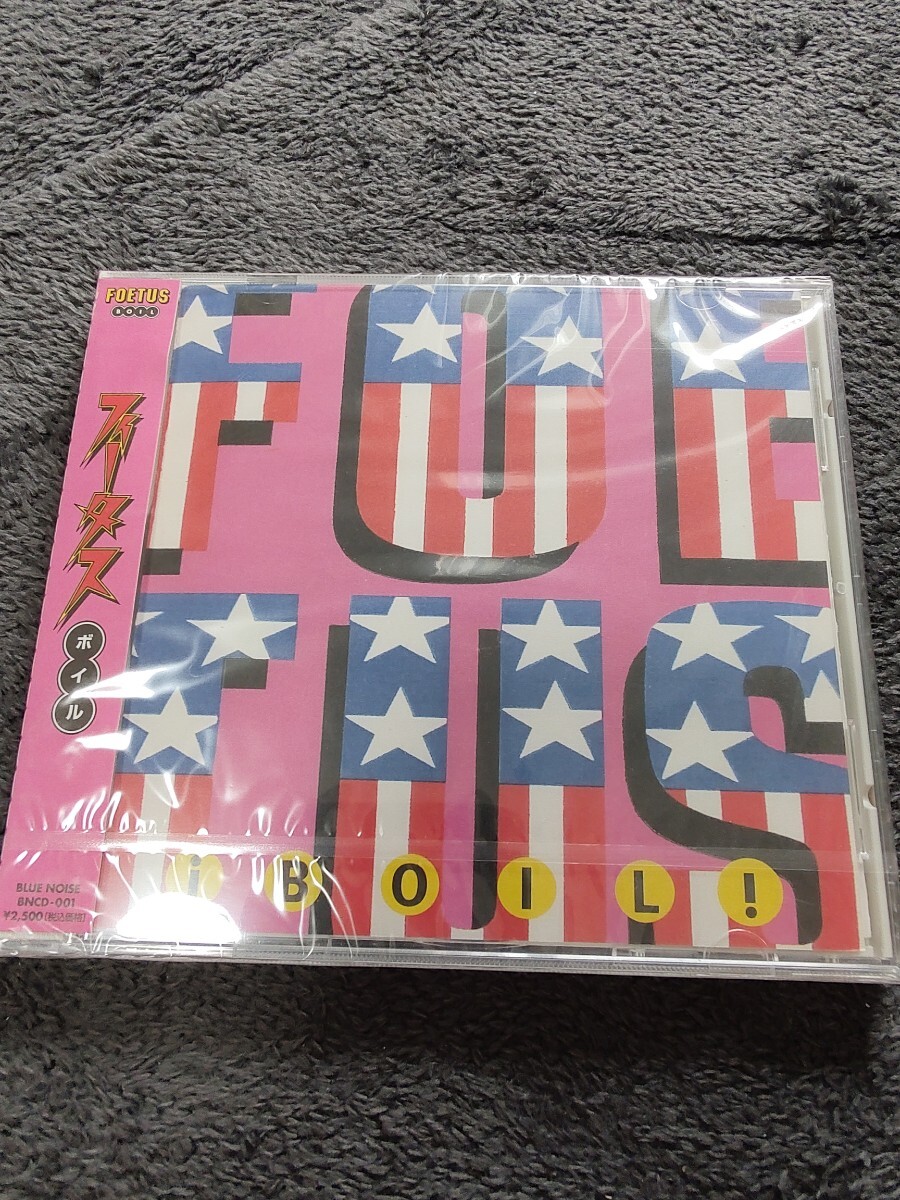 FOETUS
BOIL
フィータス
ボイル
BLUE NOISE
BNCD-001
¥2,500[税込価格]
FOE
TUS
¡BOIL!